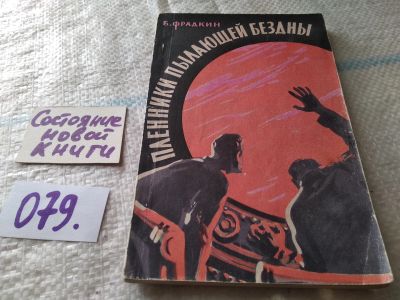 Б. ФРАДКИН
ПЛЕННИКИ ПЫЛАЮЩЕЙ БЕЗДНЫ
Состояние
новой
книги
079.